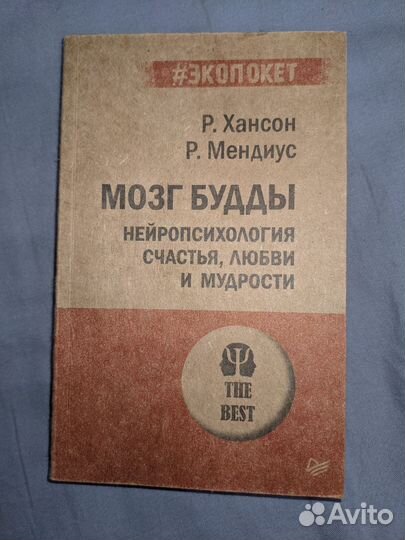 #ЭКОПОКЕТ
Р. Хансон
Р. Мендиус
МОЗГ БУДДЫ
НЕЙРОПСИХОЛОГИЯ
СЧАСТЬЯ, ЛЮБВИ
И МУДРОСТИ
Ψ
THE
BEST
Avito